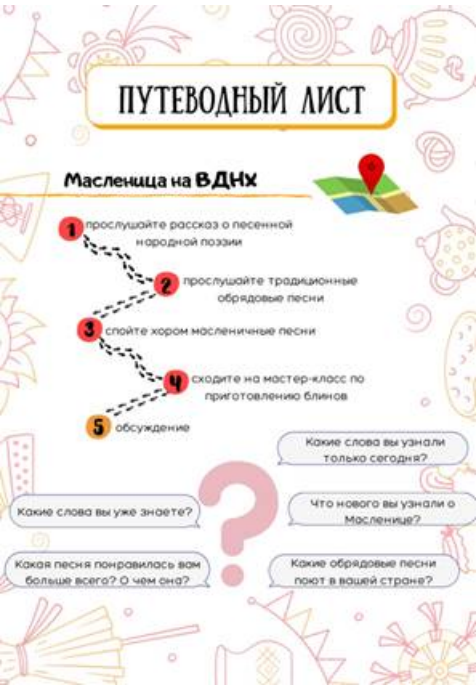 ПУТЕВОДНЫЙ ЛИСТ
Масленица на ВДНХ
1 прослушайте рассказ о песенной
народной поэзии
2 прослушайте традиционные
обрядовые песни
3 спойте хором масленичные песни
4 сходите на мастер-класс по
приготовлению блинов
5 обсуждение
Какие слова вы узнали
только сегодня?
Какие слова вы уже знаете?
Что нового вы узнали о
Масленице?
Какая песня понравилась вам
больше всего? О чем она?
Какие обрядовые песни
поют в вашей стране?